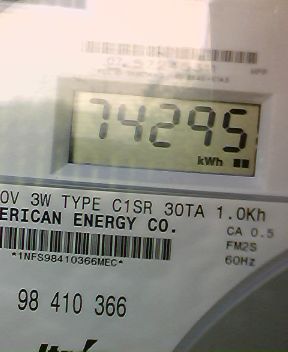 74295
kWh
0V 3W TYPE C1SR 30TA 1.0Kh
ERICAN ENERGY CO.
CA 0.5
FM2S
60Hz
*1NFS98410366MEC*
98 410 366